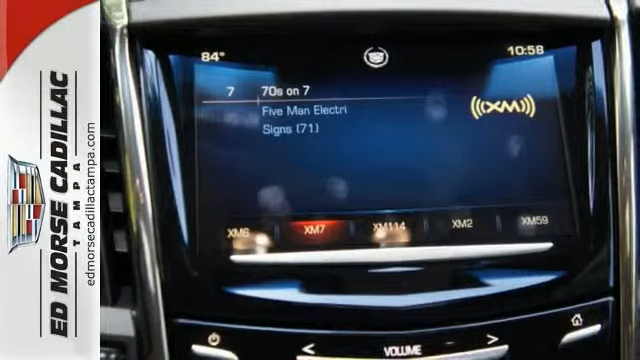 84°
10:58
7 70s on 7
Five Man Electri
Signs (71)
((XM))
XM6 XM7 XM114 XM2 XM59
< VOLUME >
ED MORSE CADILLAC
TAMPA
edmorsecadillactampa.com